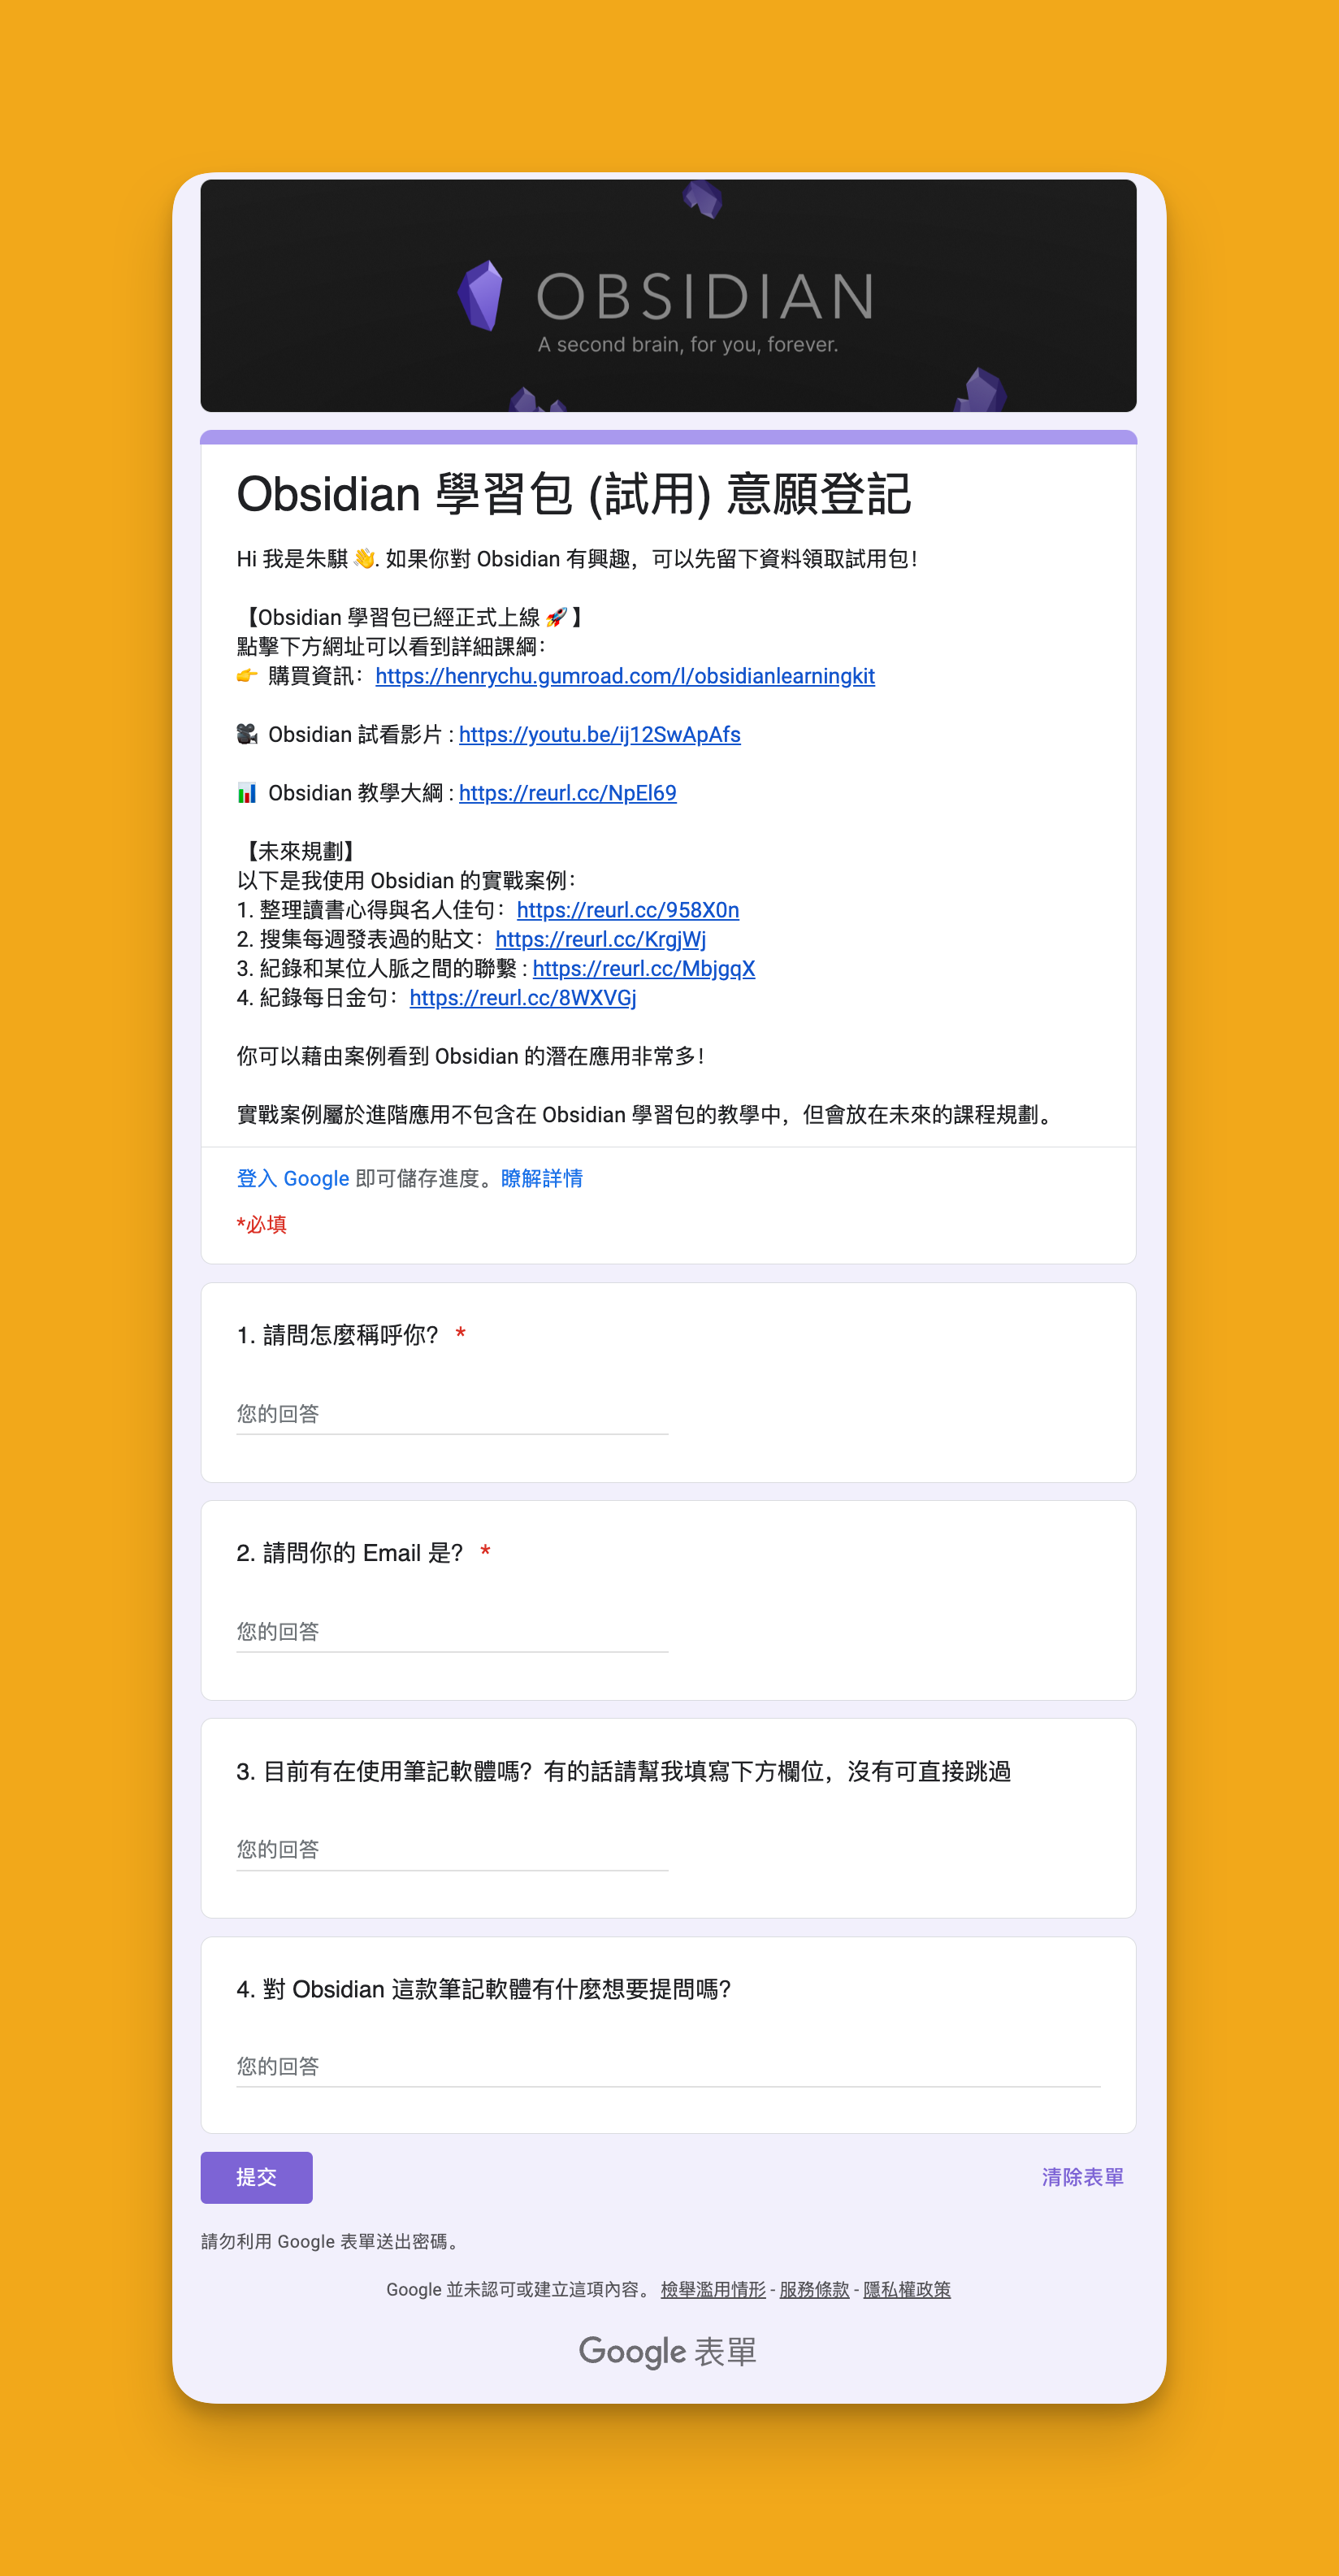 OBSIDIAN
A second brain, for you, forever.
Obsidian 學習包 (試用) 意願登記
Hi 我是朱騏 👋. 如果你對 Obsidian 有興趣，可以先留下資料領取試用包！
【Obsidian 學習包已經正式上線 🚀 】
點擊下方網址可以看到詳細課綱：
👉 購買資訊：https://henrychu.gumroad.com/l/obsidianlearningkit
🎥 Obsidian 試看影片 : https://youtu.be/ij12SwApAfs
📊 Obsidian 教學大綱 : https://reurl.cc/NpEl69
【未來規劃】
以下是我使用 Obsidian 的實戰案例：
1. 整理讀書心得與名人佳句：https://reurl.cc/958X0n
2. 搜集每週發表過的貼文：https://reurl.cc/KrgjWj
3. 紀錄和某位人脈之間的聯繫 : https://reurl.cc/MbjgqX
4. 紀錄每日金句：https://reurl.cc/8WXVGj
你可以藉由案例看到 Obsidian 的潛在應用非常多！
實戰案例屬於進階應用不包含在 Obsidian 學習包的教學中，但會放在未來的課程規劃。
登入 Google 即可儲存進度。瞭解詳情
*必填
1. 請問怎麼稱呼你？ *
您的回答
2. 請問你的 Email 是？ *
您的回答
3. 目前有在使用筆記軟體嗎？有的話請幫我填寫下方欄位，沒有可直接跳過
您的回答
4. 對 Obsidian 這款筆記軟體有什麼想要提問嗎？
您的回答
提交
清除表單
請勿利用 Google 表單送出密碼。
Google 並未認可或建立這項內容。 檢舉濫用情形 - 服務條款 - 隱私權政策
Google 表單